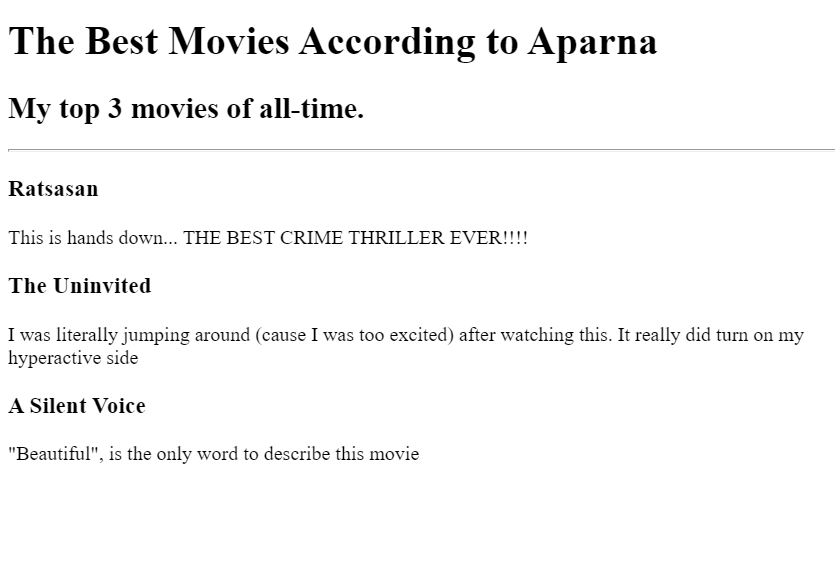 The Best Movies According to Aparna
My top 3 movies of all-time.
Ratsasan
This is hands down... THE BEST CRIME THRILLER EVER!!!!
The Uninvited
I was literally jumping around (cause I was too excited) after watching this. It really did turn on my
hyperactive side
A Silent Voice
"Beautiful", is the only word to describe this movie